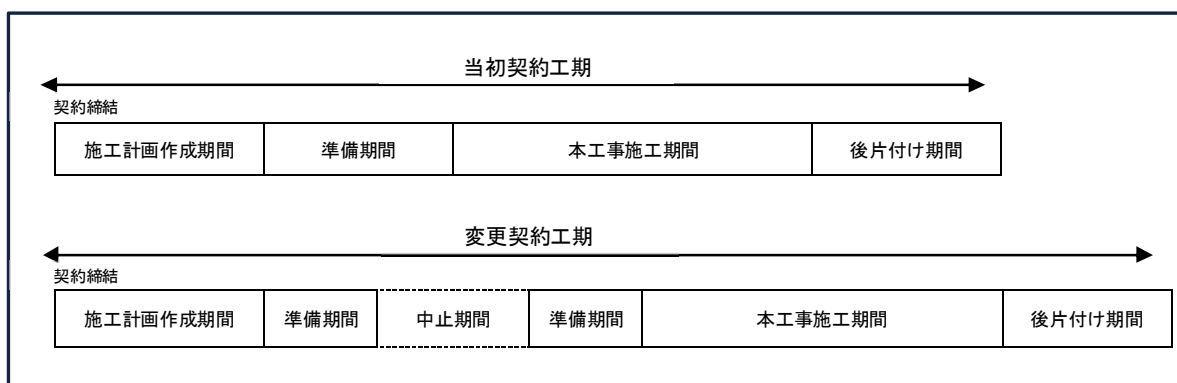 当初契約工期
契約締結
施工計画作成期間 準備期間 本工事施工期間 後片付け期間
変更契約工期
契約締結
施工計画作成期間 準備期間 中止期間 準備期間 本工事施工期間 後片付け期間